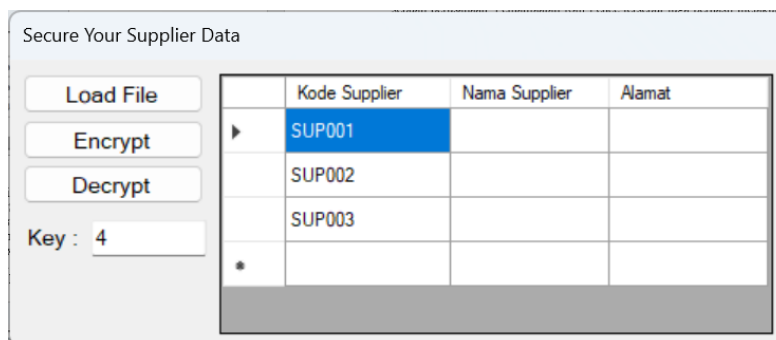 Secure Your Supplier Data
Load File
Encrypt
Decrypt
Key : 4
Kode Supplier Nama Supplier Alamat
SUP001
SUP002
SUP003